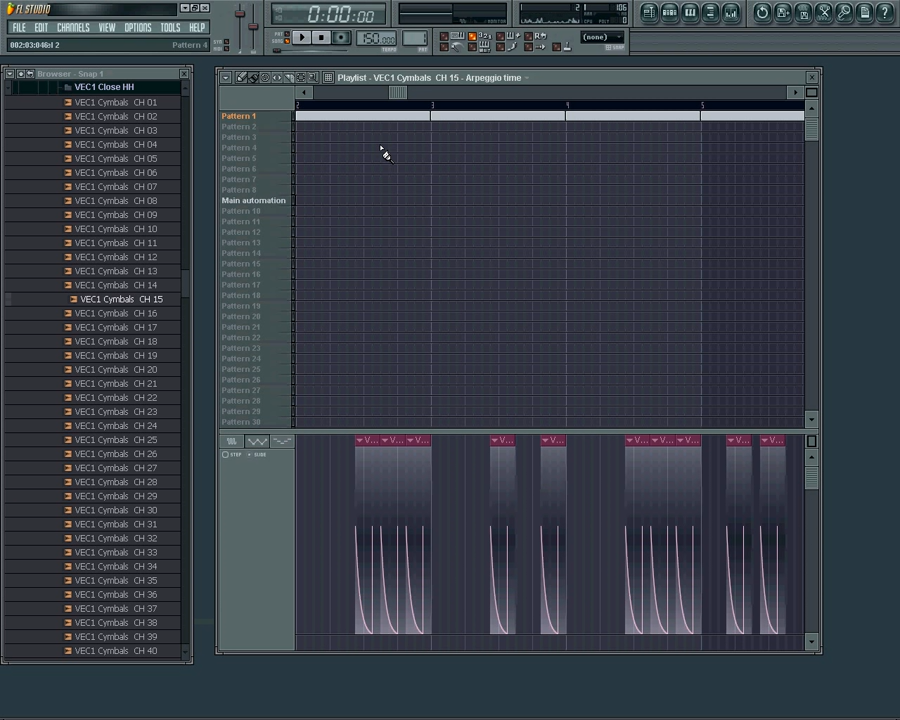 FL STUDIO
FILE EDIT CHANNELS VIEW OPTIONS TOOLS HELP
002:03:046:12
Pattern 4
0:00:00
150.000
TEMPO
PAT
1
(none)
SNAP
Browser - Snap 1
VEC1 Close HH
VEC1 Cymbals CH 01
VEC1 Cymbals CH 02
VEC1 Cymbals CH 03
VEC1 Cymbals CH 04
VEC1 Cymbals CH 05
VEC1 Cymbals CH 06
VEC1 Cymbals CH 07
VEC1 Cymbals CH 08
VEC1 Cymbals CH 09
VEC1 Cymbals CH 10
VEC1 Cymbals CH 11
VEC1 Cymbals CH 12
VEC1 Cymbals CH 13
VEC1 Cymbals CH 14
VEC1 Cymbals CH 15
VEC1 Cymbals CH 16
VEC1 Cymbals CH 17
VEC1 Cymbals CH 18
VEC1 Cymbals CH 19
VEC1 Cymbals CH 20
VEC1 Cymbals CH 21
VEC1 Cymbals CH 22
VEC1 Cymbals CH 23
VEC1 Cymbals CH 24
VEC1 Cymbals CH 25
VEC1 Cymbals CH 26
VEC1 Cymbals CH 27
VEC1 Cymbals CH 28
VEC1 Cymbals CH 29
VEC1 Cymbals CH 30
VEC1 Cymbals CH 31
VEC1 Cymbals CH 32
VEC1 Cymbals CH 33
VEC1 Cymbals CH 34
VEC1 Cymbals CH 35
VEC1 Cymbals CH 36
VEC1 Cymbals CH 37
VEC1 Cymbals CH 38
VEC1 Cymbals CH 39
VEC1 Cymbals CH 40
Playlist - VEC1 Cymbals CH 15 - Arpeggio time
2 3 4 5
Pattern 1
Pattern 2
Pattern 3
Pattern 4
Pattern 5
Pattern 6
Pattern 7
Pattern 8
Main automation
Pattern 10
Pattern 11
Pattern 12
Pattern 13
Pattern 14
Pattern 15
Pattern 16
Pattern 17
Pattern 18
Pattern 19
Pattern 20
Pattern 21
Pattern 22
Pattern 23
Pattern 24
Pattern 25
Pattern 26
Pattern 27
Pattern 28
Pattern 29
Pattern 30
V... V... V... V... V... V... V... V... V... V...
STEP SLIDE